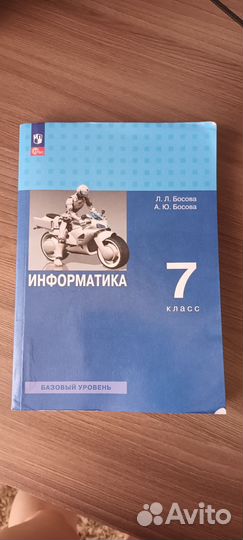 Л. Л. Босова
А. Ю. Босова
ИНФОРМАТИКА
7
класс
БАЗОВЫЙ УРОВЕНЬ
Avito